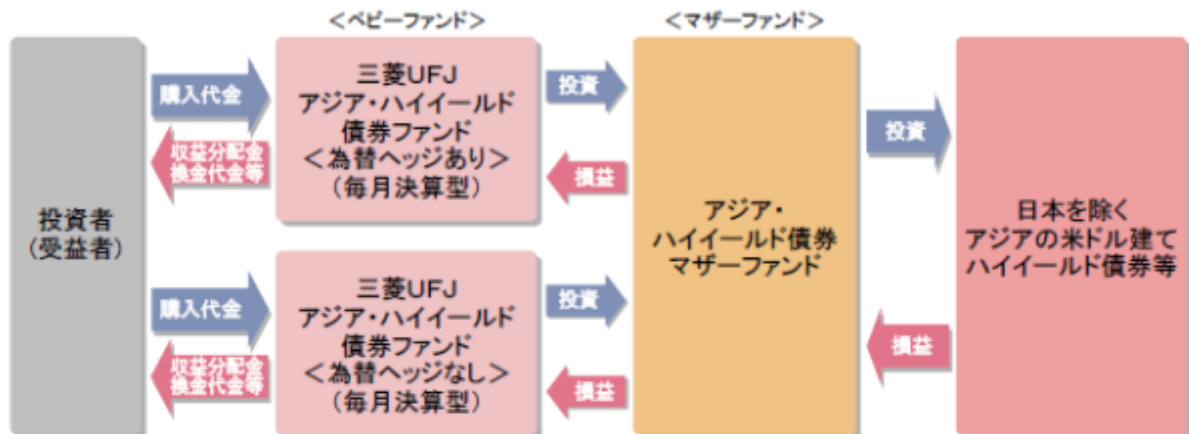 ＜ベビーファンド＞
＜マザーファンド＞
投資者
（受益者）
購入代金
収益分配金
換金代金等
三菱ＵＦＪ
アジア・ハイイールド
債券ファンド
＜為替ヘッジあり＞
（毎月決算型）
投資
損益
購入代金
収益分配金
換金代金等
三菱ＵＦＪ
アジア・ハイイールド
債券ファンド
＜為替ヘッジなし＞
（毎月決算型）
投資
損益
アジア・
ハイイールド債券
マザーファンド
投資
損益
日本を除く
アジアの米ドル建て
ハイイールド債券等